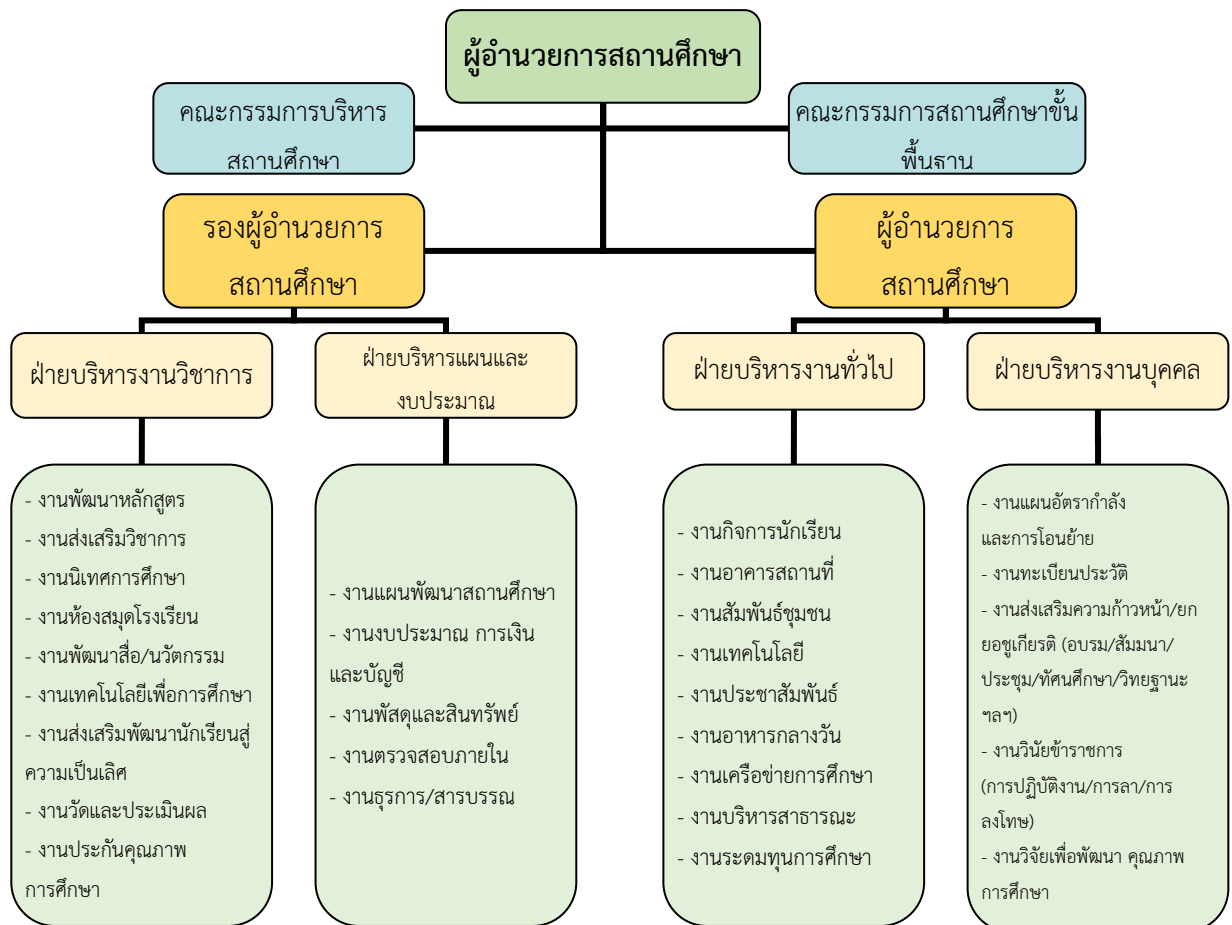 ผู้อำนวยการสถานศึกษา
คณะกรรมการบริหาร
สถานศึกษา
คณะกรรมการสถานศึกษาขั้น
พื้นฐาน
รองผู้อำนวยการ
สถานศึกษา
ผู้อำนวยการ
สถานศึกษา
ฝ่ายบริหารงานวิชาการ
ฝ่ายบริหารแผนและ
งบประมาณ
ฝ่ายบริหารงานทั่วไป
ฝ่ายบริหารงานบุคคล
- งานพัฒนาหลักสูตร
- งานส่งเสริมวิชาการ
- งานนิเทศการศึกษา
- งานห้องสมุดโรงเรียน
- งานพัฒนาสื่อ/นวัตกรรม
- งานเทคโนโลยีเพื่อการศึกษา
- งานส่งเสริมพัฒนานักเรียนสู่
ความเป็นเลิศ
- งานวัดและประเมินผล
- งานประกันคุณภาพ
การศึกษา
- งานแผนพัฒนาสถานศึกษา
- งานงบประมาณ การเงิน
และบัญชี
- งานพัสดุและสินทรัพย์
- งานตรวจสอบภายใน
- งานธุรการ/สารบรรณ
- งานกิจการนักเรียน
- งานอาคารสถานที่
- งานสัมพันธ์ชุมชน
- งานเทคโนโลยี
- งานประชาสัมพันธ์
- งานอาหารกลางวัน
- งานเครือข่ายการศึกษา
- งานบริหารสาธารณะ
- งานระดมทุนการศึกษา
- งานแผนอัตรากำลัง
และการโอนย้าย
- งานทะเบียนประวัติ
- งานส่งเสริมความก้าวหน้า/ยก
ยอชูเกียรติ (อบรม/สัมมนา/
ประชุม/ทัศนศึกษา/วิทยฐานะ
ฯลฯ)
- งานวินัยข้าราชการ
(การปฏิบัติงาน/การลา/การ
ลงโทษ)
- งานวิจัยเพื่อพัฒนา คุณภาพ
การศึกษา